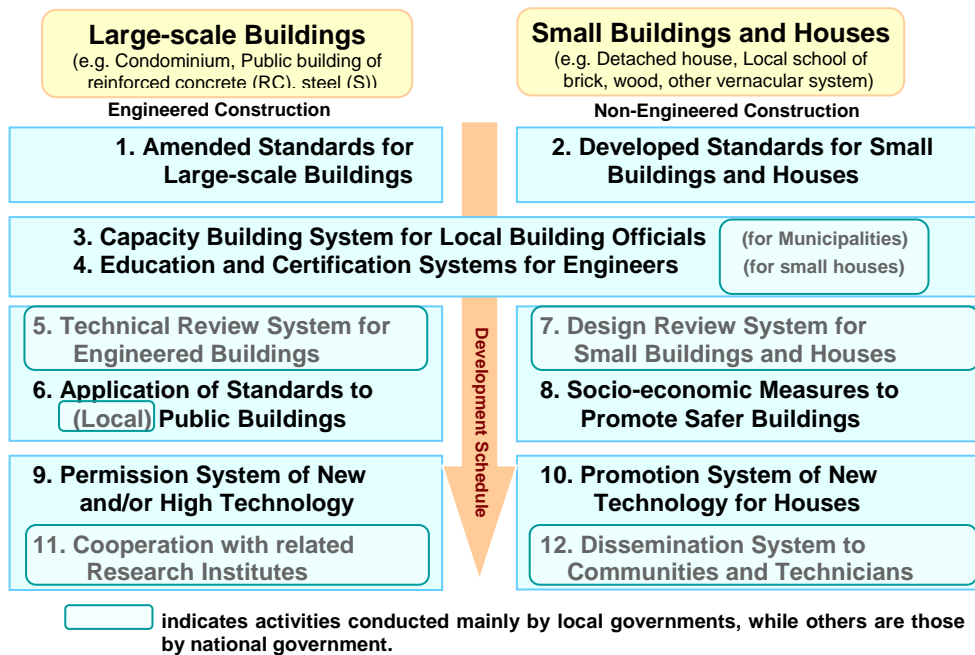 Large-scale Buildings
(e.g. Condominium, Public building of
reinforced concrete (RC), steel (S))
Engineered Construction
Small Buildings and Houses
(e.g. Detached house, Local school of
brick, wood, other vernacular system)
Non-Engineered Construction
1. Amended Standards for
Large-scale Buildings
2. Developed Standards for Small
Buildings and Houses
3. Capacity Building System for Local Building Officials
(for Municipalities)
4. Education and Certification Systems for Engineers
(for small houses)
5. Technical Review System for
Engineered Buildings
6. Application of Standards to
(Local) Public Buildings
Development Schedule
7. Design Review System for
Small Buildings and Houses
8. Socio-economic Measures to
Promote Safer Buildings
9. Permission System of New
and/or High Technology
11. Cooperation with related
Research Institutes
10. Promotion System of New
Technology for Houses
12. Dissemination System to
Communities and Technicians
indicates activities conducted mainly by local governments, while others are those
by national government.